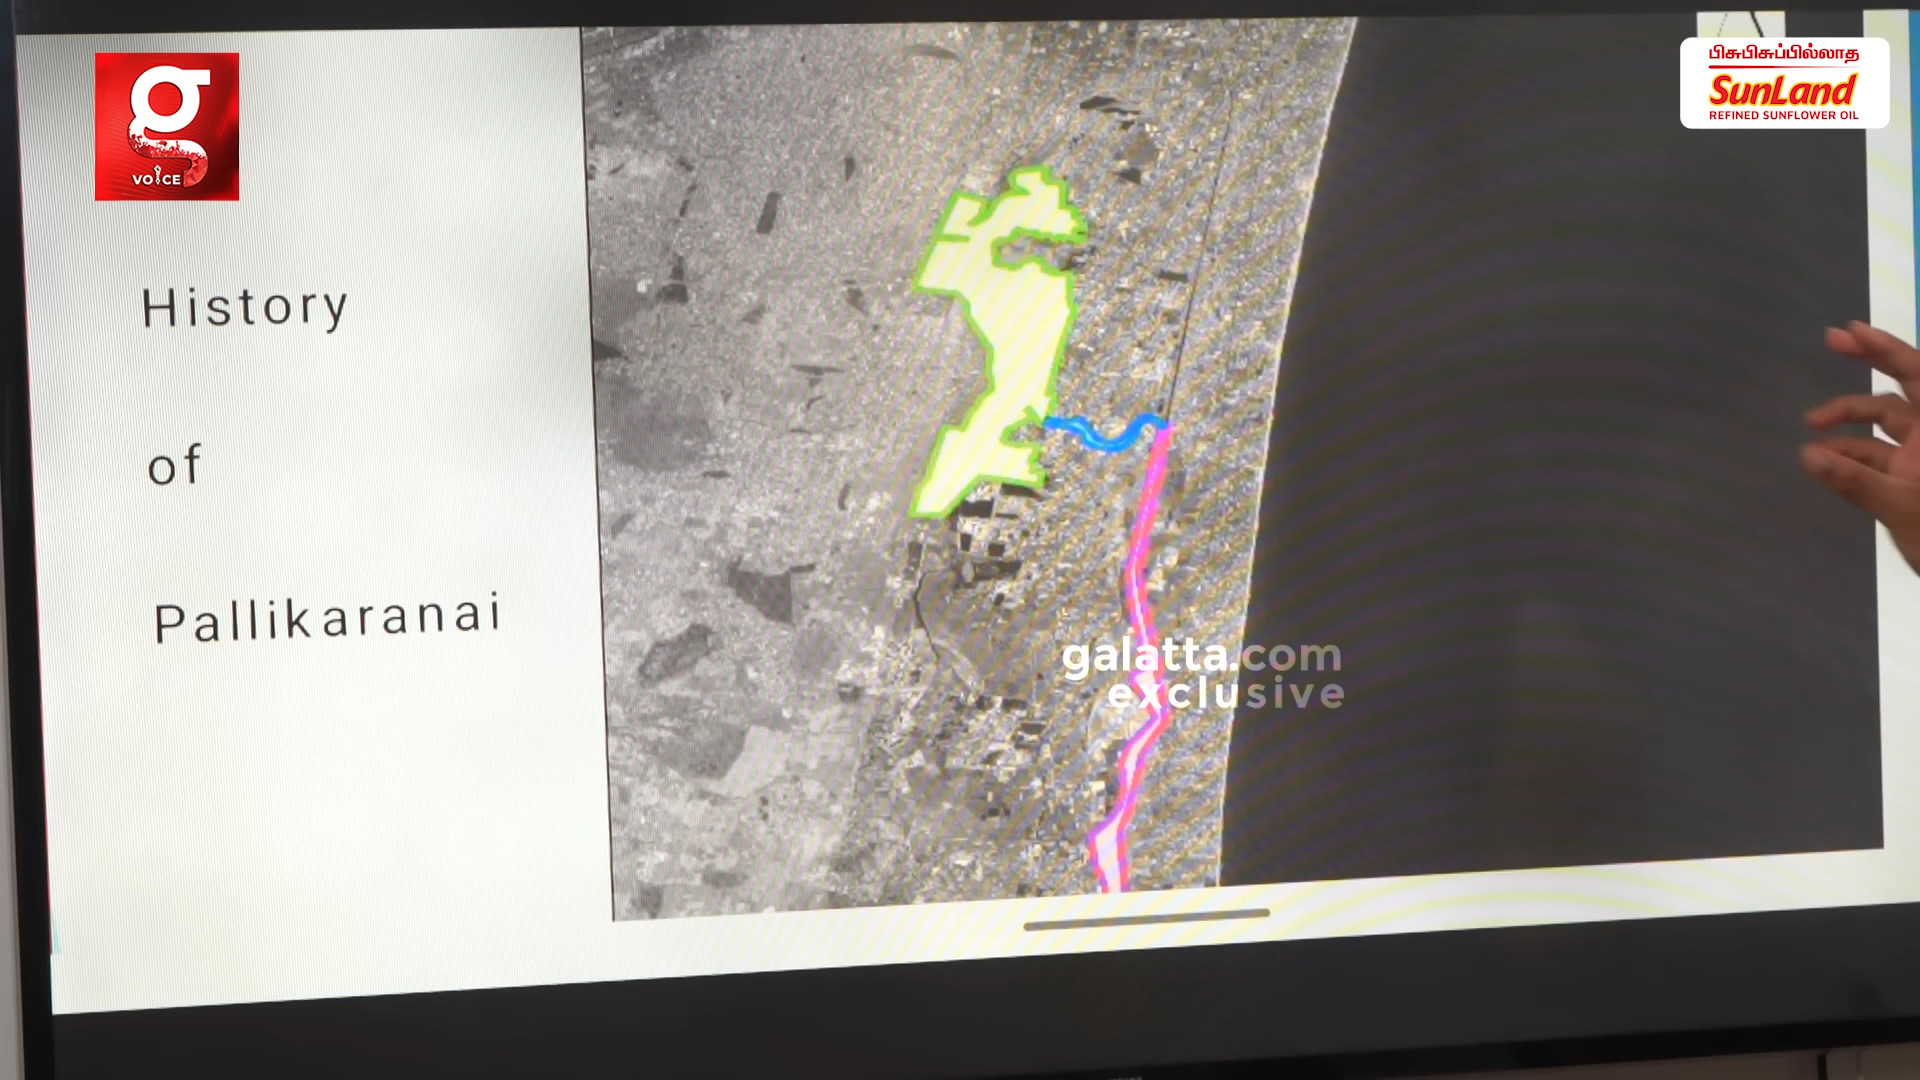 g
VOICE
பிசுபிசுப்பில்லாத
SunLand
REFINED SUNFLOWER OIL
History
of
Pallikaranai
galatta.com
exclusive